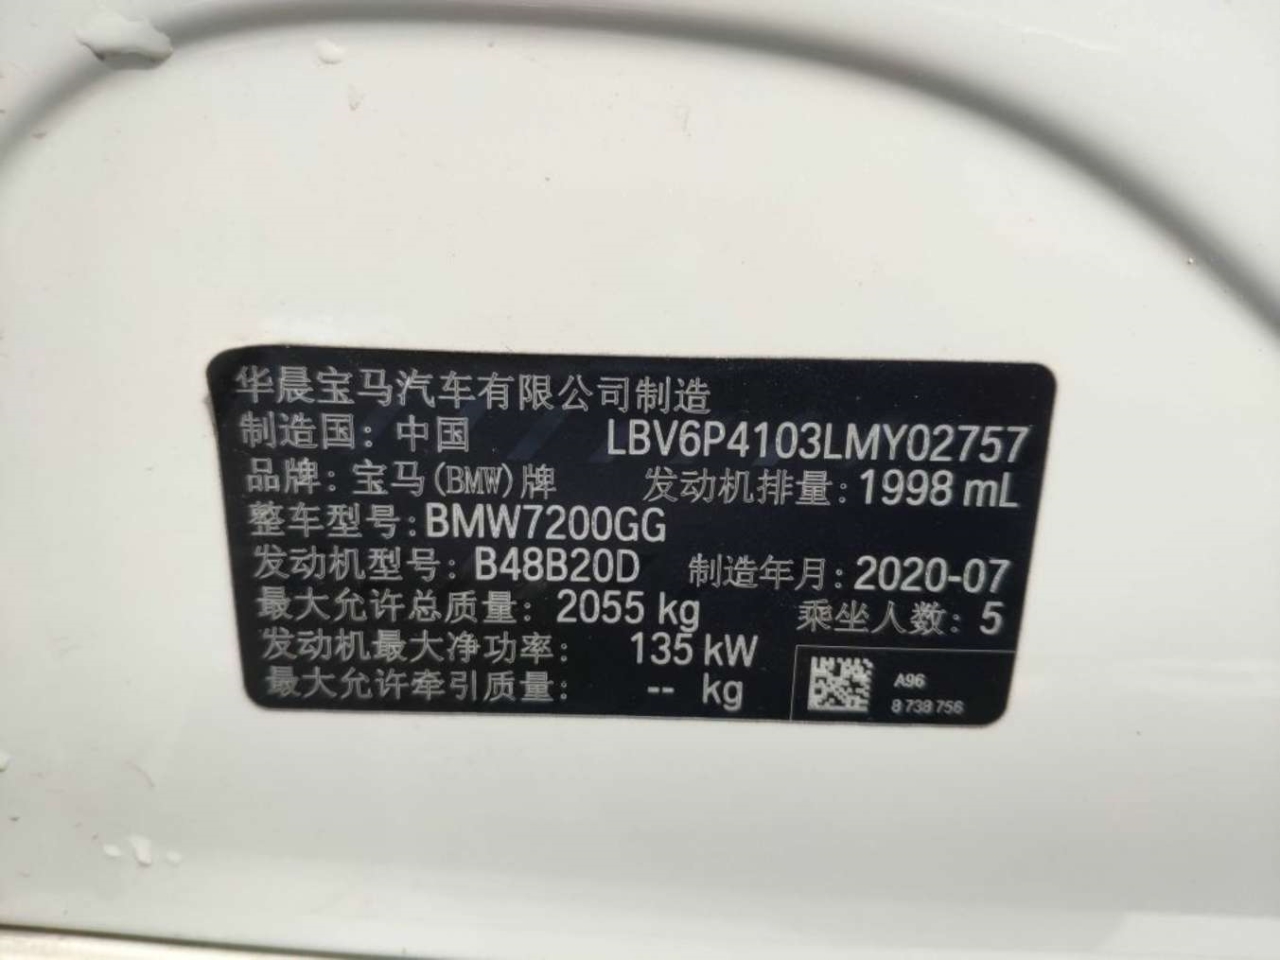 华晨宝马汽车有限公司制造
制造国：中国 LBV6P4103LMY02757
品牌：宝马(BMW)牌 发动机排量：1998 mL
整车型号：BMW7200GG
发动机型号：B48B20D 制造年月：2020-07
最大允许总质量：2055 kg 乘坐人数：5
发动机最大净功率： 135 kW
最大允许牵引质量： -- kg
A96
8 738 756